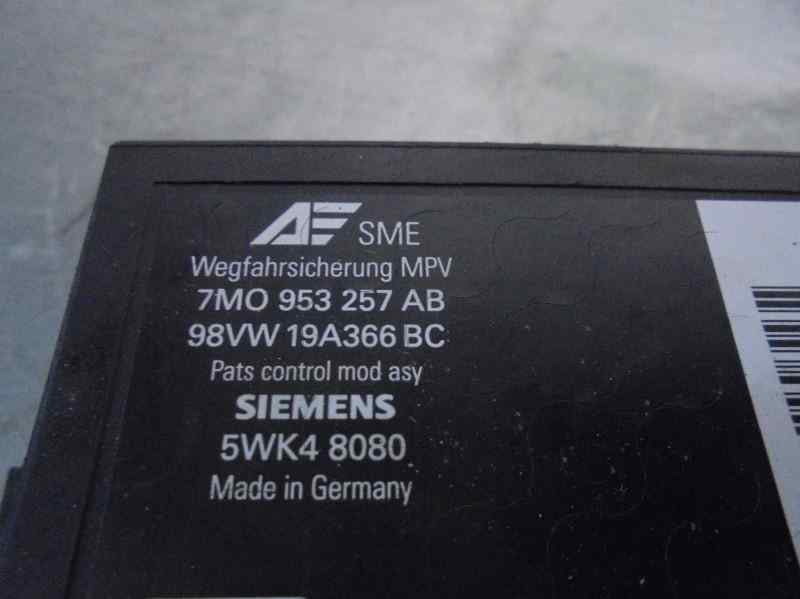 AE SME
Wegfahrsicherung MPV
7MO 953 257 AB
98VW 19A366 BC
Pats control mod asy
SIEMENS
5WK4 8080
Made in Germany